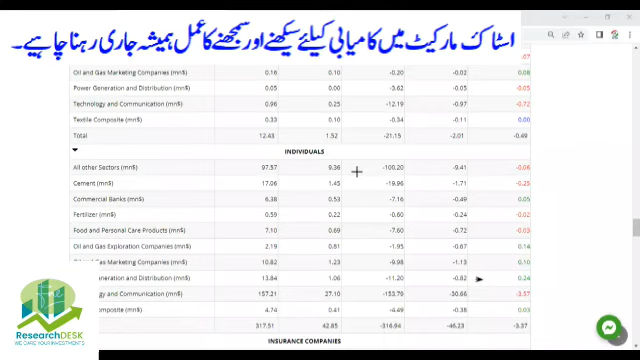 اسٹاک مارکیٹ میں کامیابی کیلئے سیکھنے اور سمجھنے کا عمل ہمیشہ جاری رہنا چاہیے۔
-07
Oil and Gas Marketing Companies (mn$) 0.16 0.10 -0.20 -0.02 0.08
Power Generation and Distribution (mn$) 0.05 0.00 -3.62 -0.05 -0.05
Technology and Communication (mn$) 0.96 0.25 -12.19 -0.97 -0.72
Textile Composite (mn$) 0.33 0.10 -0.34 -0.11 0.00
Total 12.43 1.52 -21.15 -2.01 -0.49
INDIVIDUALS
All other Sectors (mn$) 97.57 9.36 -100.20 -9.41 -0.06
Cement (mn$) 17.06 1.45 -19.96 -1.71 -0.25
Commercial Banks (mn$) 6.38 0.53 -7.16 -0.49 0.05
Fertilizer (mn$) 0.59 0.22 -0.60 -0.24 -0.02
Food and Personal Care Products (mn$) 7.10 0.69 -7.60 -0.72 -0.03
Oil and Gas Exploration Companies (mn$) 2.19 0.81 -1.95 -0.67 0.14
Oil and Gas Marketing Companies (mn$) 10.82 1.23 -9.98 -1.13 0.10
eneration and Distribution (mn$) 13.84 1.06 -11.20 -0.82 0.24
gy and Communication (mn$) 157.21 27.10 -153.79 -30.66 -3.57
omposite (mn$) 4.74 0.41 -4.49 -0.38 0.03
317.51 42.85 -316.94 -46.23 -3.37
INSURANCE COMPANIES
ResearchDESK
WE CARE YOUR INVESTMENTS